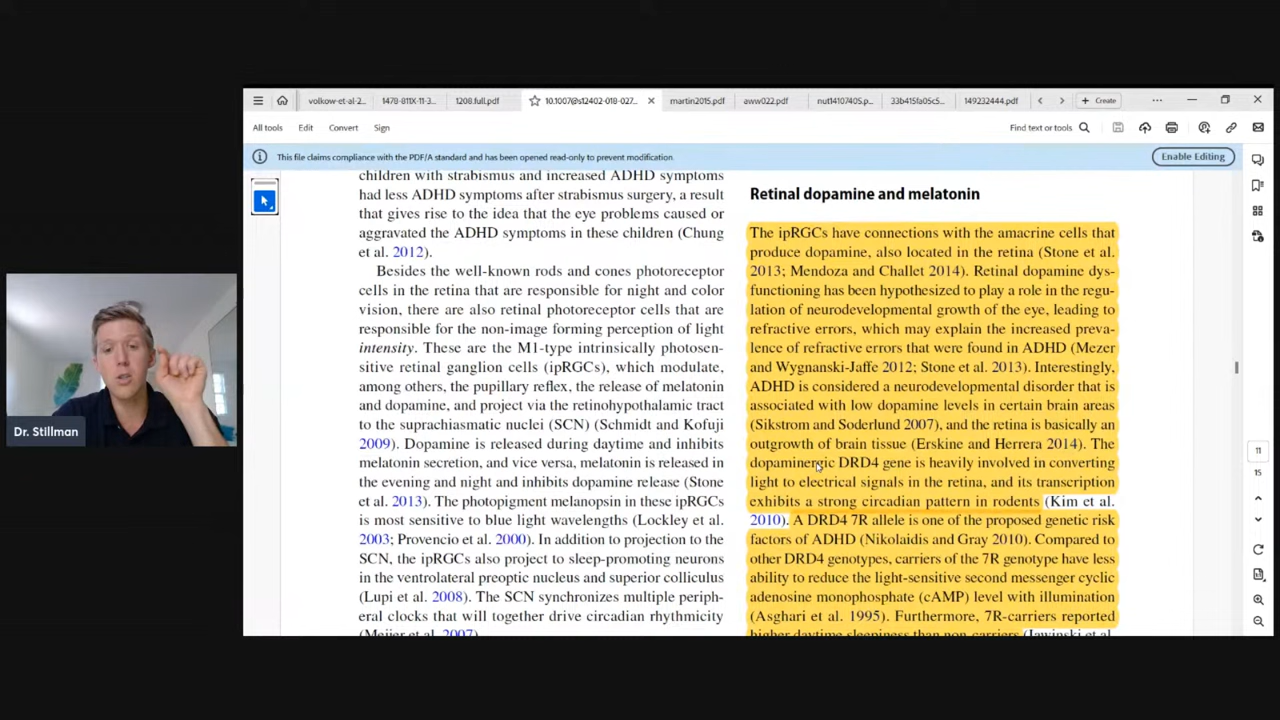 volkow-et-al-2...
1478-811X-11-3...
1208.full.pdf
10.1007@s12402-018-027...
martin2015.pdf
aww022.pdf
nut1410740S.p...
33b415fa05c5...
149232444.pdf
Create
All tools
Edit
Convert
Sign
Find text or tools
This file claims compliance with the PDF/A standard and has been opened read-only to prevent modification.
Enable Editing
children with strabismus and increased ADHD symptoms
had less ADHD symptoms after strabismus surgery, a result
that gives rise to the idea that the eye problems caused or
aggravated the ADHD symptoms in these children (Chung
et al. 2012).
Besides the well-known rods and cones photoreceptor
cells in the retina that are responsible for night and color
vision, there are also retinal photoreceptor cells that are
responsible for the non-image forming perception of light
intensity. These are the M1-type intrinsically photosen-
sitive retinal ganglion cells (ipRGCs), which modulate,
among others, the pupillary reflex, the release of melatonin
and dopamine, and project via the retinohypothalamic tract
to the suprachiasmatic nuclei (SCN) (Schmidt and Kofuji
2009). Dopamine is released during daytime and inhibits
melatonin secretion, and vice versa, melatonin is released in
the evening and night and inhibits dopamine release (Stone
et al. 2013). The photopigment melanopsin in these ipRGCs
is most sensitive to blue light wavelengths (Lockley et al.
2003; Provencio et al. 2000). In addition to projection to the
SCN, the ipRGCs also project to sleep-promoting neurons
in the ventrolateral preoptic nucleus and superior colliculus
(Lupi et al. 2008). The SCN synchronizes multiple periph-
eral clocks that will together drive circadian rhythmicity
(Meijer et al. 2007).
Retinal dopamine and melatonin
The ipRGCs have connections with the amacrine cells that
produce dopamine, also located in the retina (Stone et al.
2013; Mendoza and Challet 2014). Retinal dopamine dys-
functioning has been hypothesized to play a role in the regu-
lation of neurodevelopmental growth of the eye, leading to
refractive errors, which may explain the increased preva-
lence of refractive errors that were found in ADHD (Mezer
and Wygnanski-Jaffe 2012; Stone et al. 2013). Interestingly,
ADHD is considered a neurodevelopmental disorder that is
associated with low dopamine levels in certain brain areas
(Sikstrom and Soderlund 2007), and the retina is basically an
outgrowth of brain tissue (Erskine and Herrera 2014). The
dopaminergic DRD4 gene is heavily involved in converting
light to electrical signals in the retina, and its transcription
exhibits a strong circadian pattern in rodents (Kim et al.
2010). A DRD4 7R allele is one of the proposed genetic risk
factors of ADHD (Nikolaidis and Gray 2010). Compared to
other DRD4 genotypes, carriers of the 7R genotype have less
ability to reduce the light-sensitive second messenger cyclic
adenosine monophosphate (cAMP) level with illumination
(Asghari et al. 1995). Furthermore, 7R-carriers reported
higher daytime sleepiness than non-carriers (Jawinski et al.
11
15
Dr. Stillman